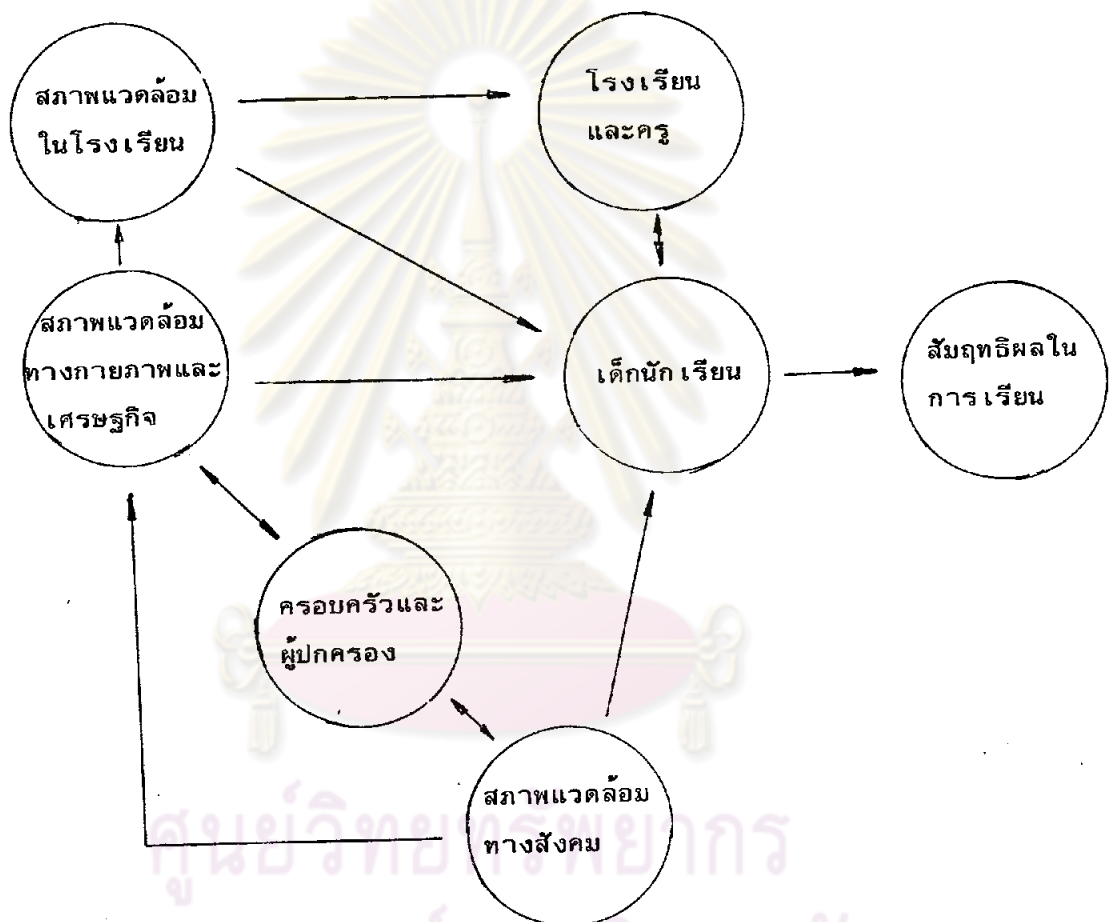 สภาพแวดล้อม
ในโรงเรียน
โรงเรียน
และครู
สภาพแวดล้อม
ทางกายภาพและ
เศรษฐกิจ
เด็กนักเรียน
สัมฤทธิผลใน
การเรียน
ครอบครัวและ
ผู้ปกครอง
สภาพแวดล้อม
ทางสังคม
ศูนย์วิทยทรัพยากร